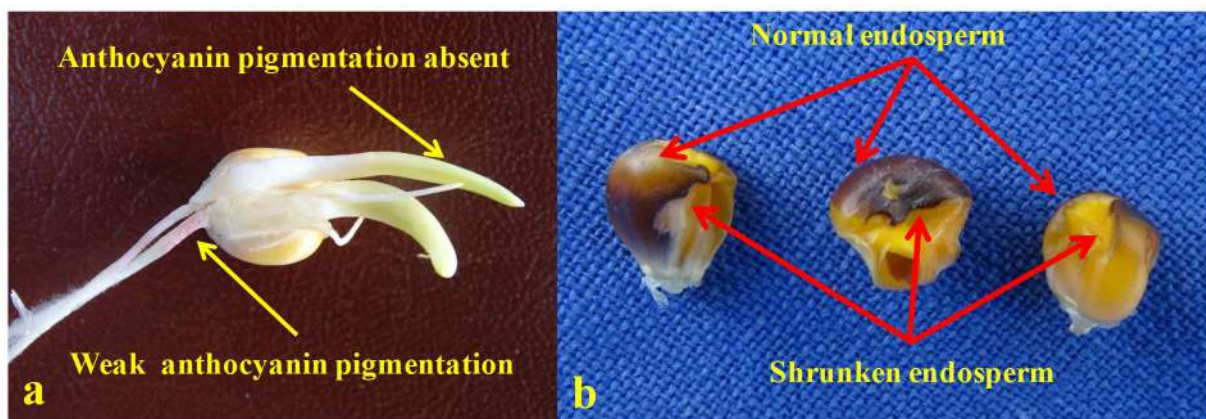 Anthocyanin pigmentation absent
Weak anthocyanin pigmentation
a
Normal endosperm
Shrunken endosperm
b